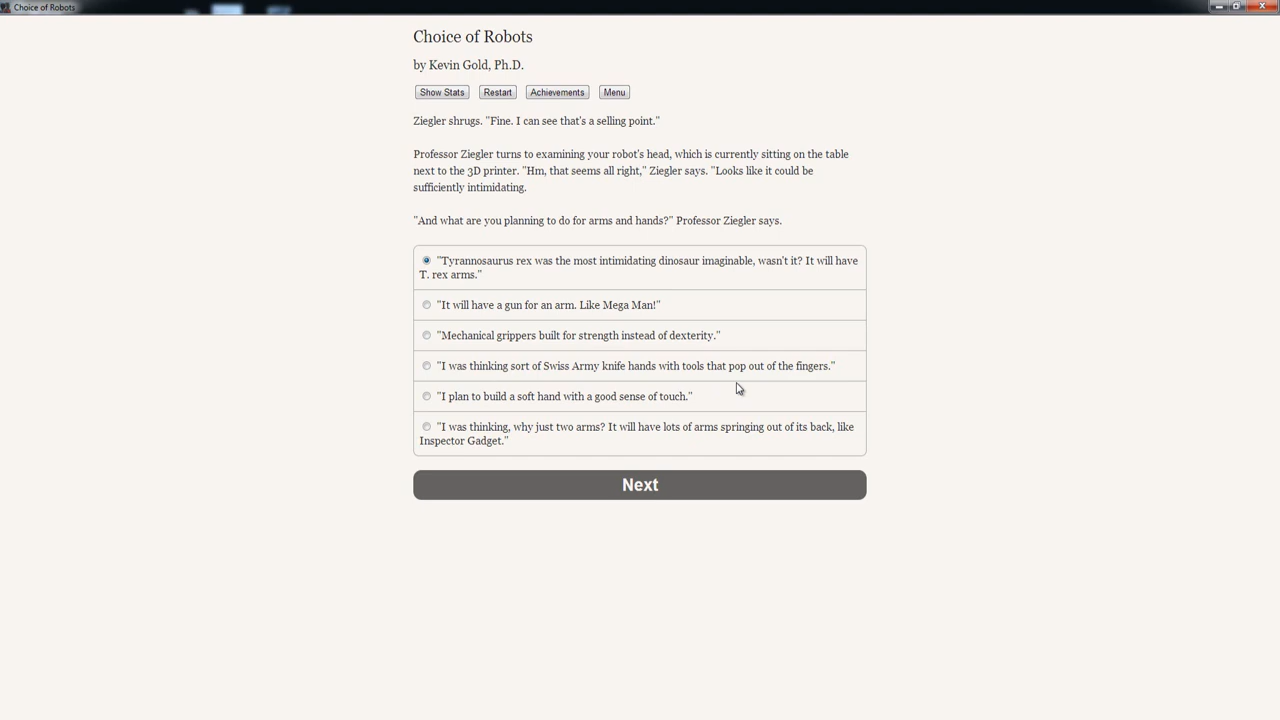 Choice of Robots
Choice of Robots
by Kevin Gold, Ph.D.
Show Stats Restart Achievements Menu
Ziegler shrugs. "Fine. I can see that's a selling point."
Professor Ziegler turns to examining your robot's head, which is currently sitting on the table
next to the 3D printer. "Hm, that seems all right," Ziegler says. "Looks like it could be
sufficiently intimidating.
"And what are you planning to do for arms and hands?" Professor Ziegler says.
"Tyrannosaurus rex was the most intimidating dinosaur imaginable, wasn't it? It will have
T. rex arms."
"It will have a gun for an arm. Like Mega Man!"
"Mechanical grippers built for strength instead of dexterity."
"I was thinking sort of Swiss Army knife hands with tools that pop out of the fingers."
"I plan to build a soft hand with a good sense of touch."
"I was thinking, why just two arms? It will have lots of arms springing out of its back, like
Inspector Gadget."
Next